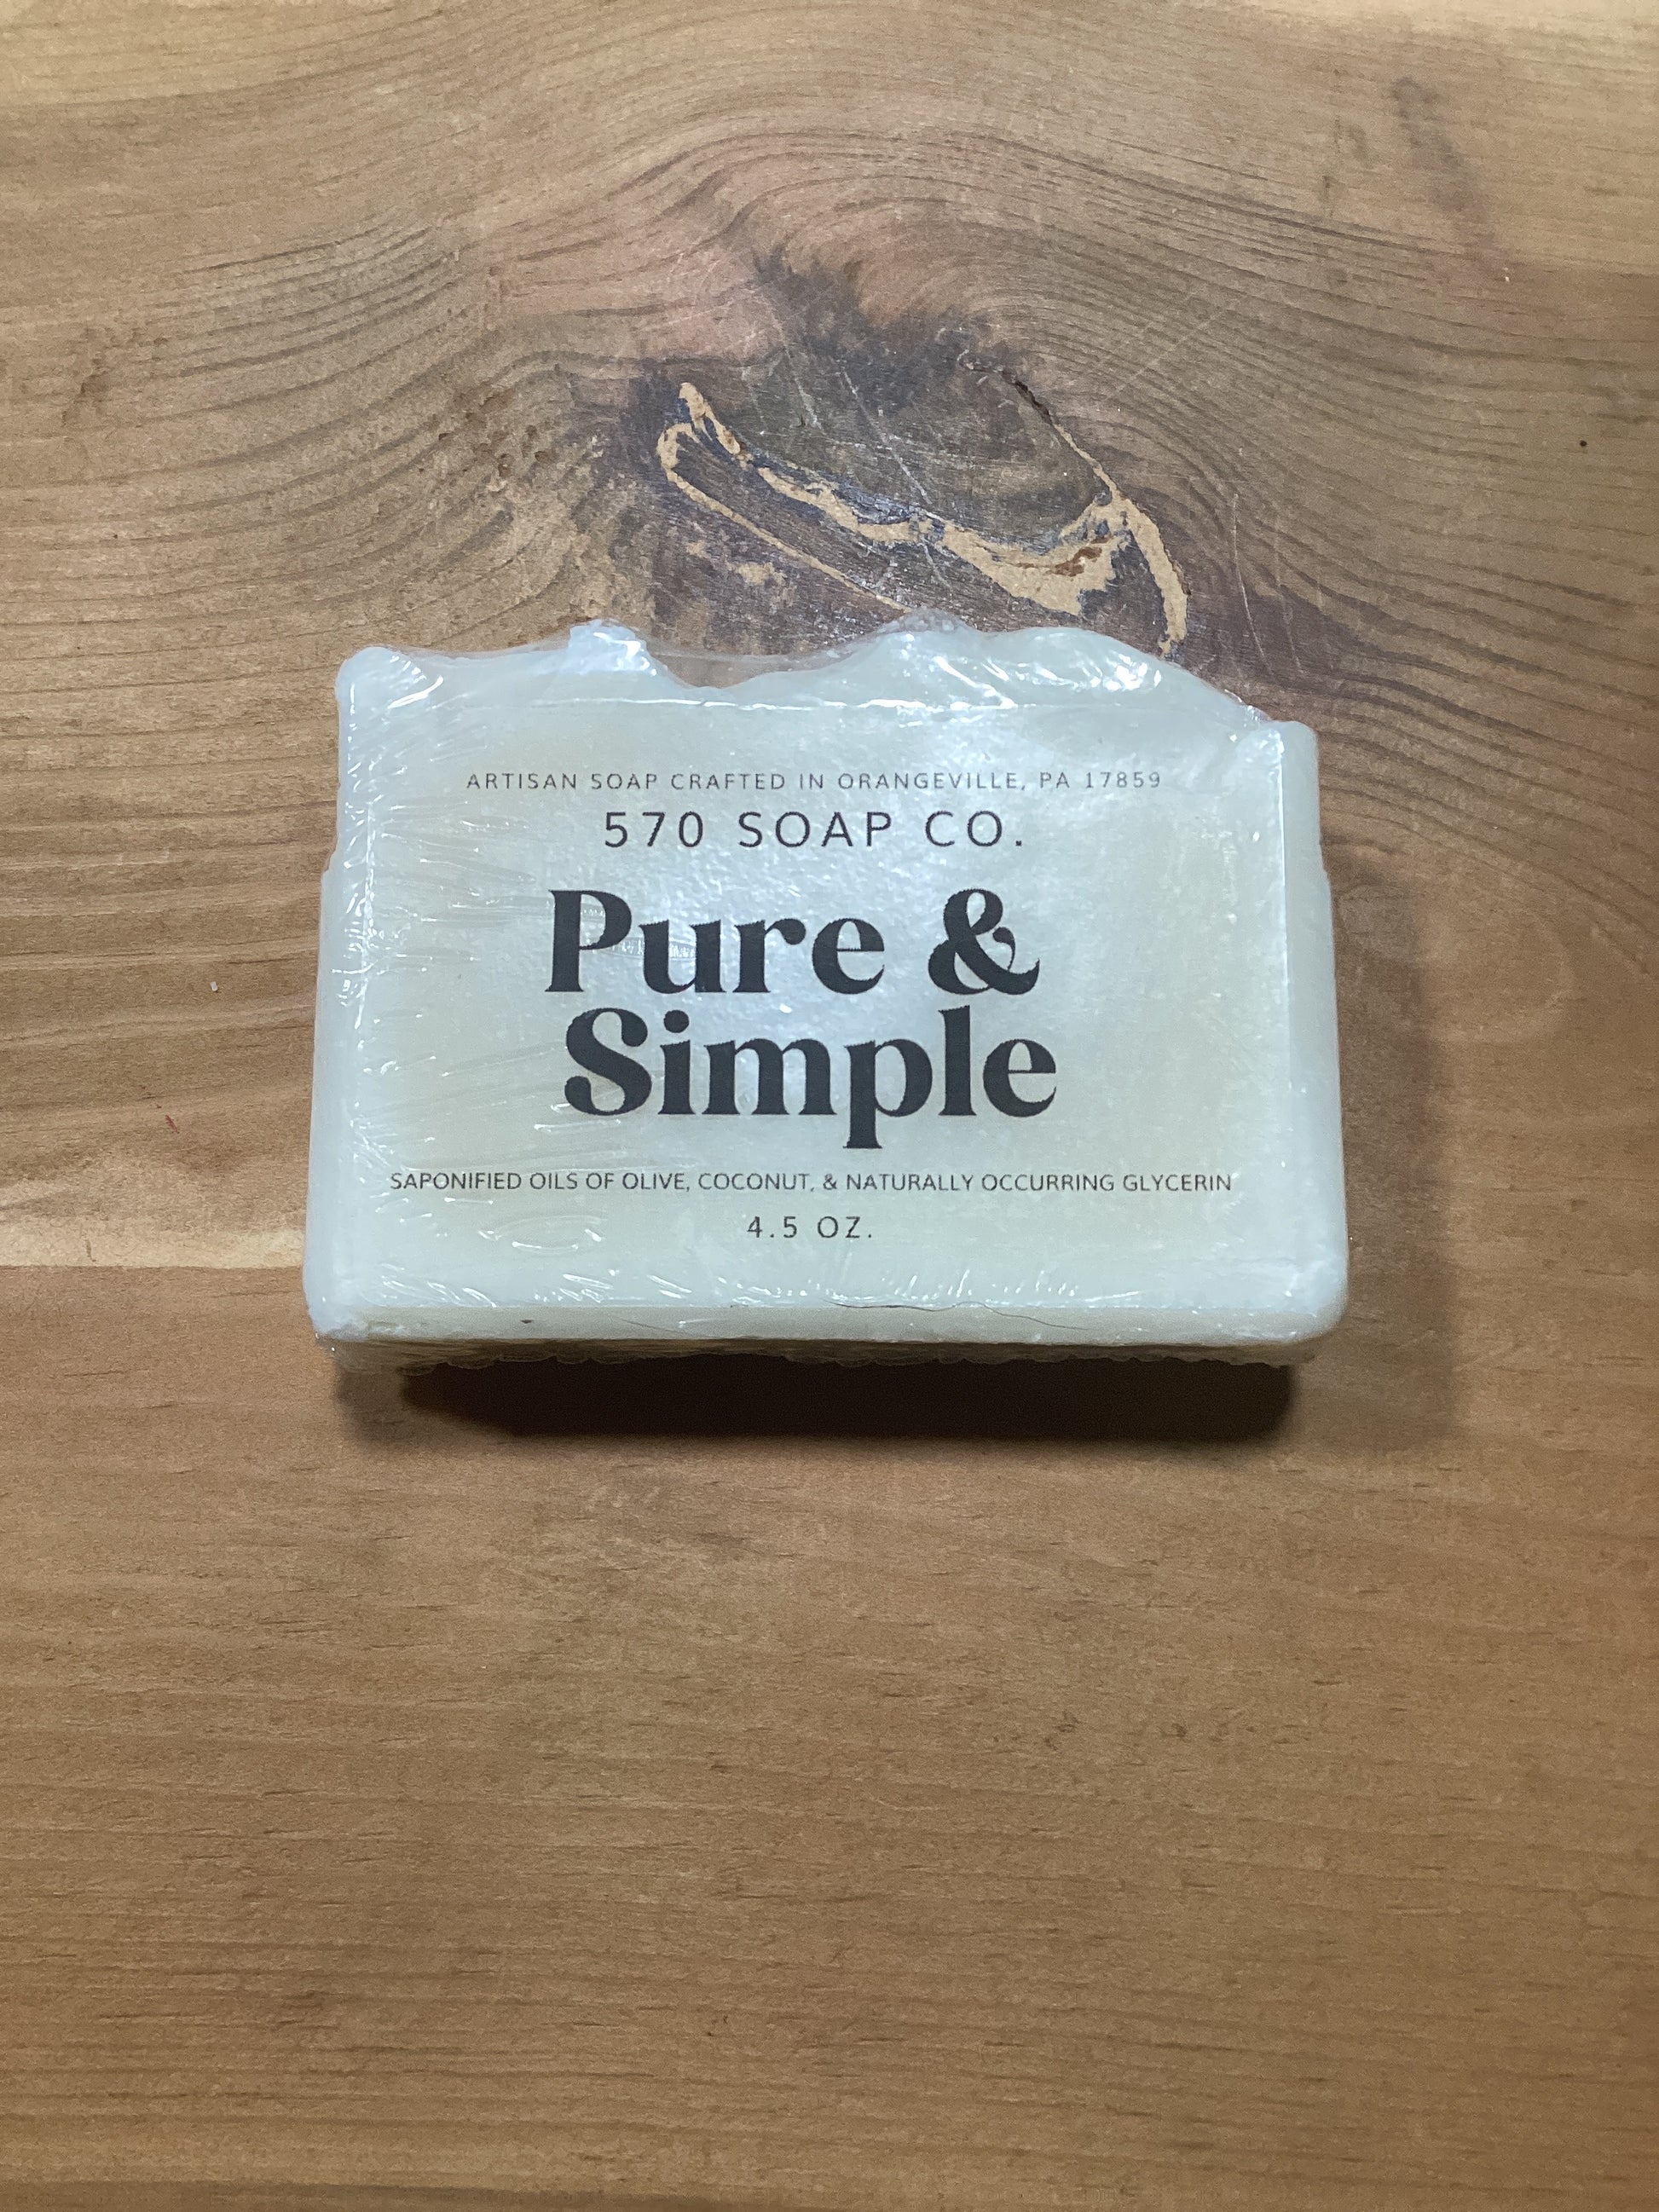 ARTISAN SOAP CRAFTED IN ORANGEVILLE, PA 17859
570 SOAP CO.
Pure &
Simple
SAPONIFIED OILS OF OLIVE, COCONUT, & NATURALLY OCCURRING GLYCERIN
4.5 OZ.